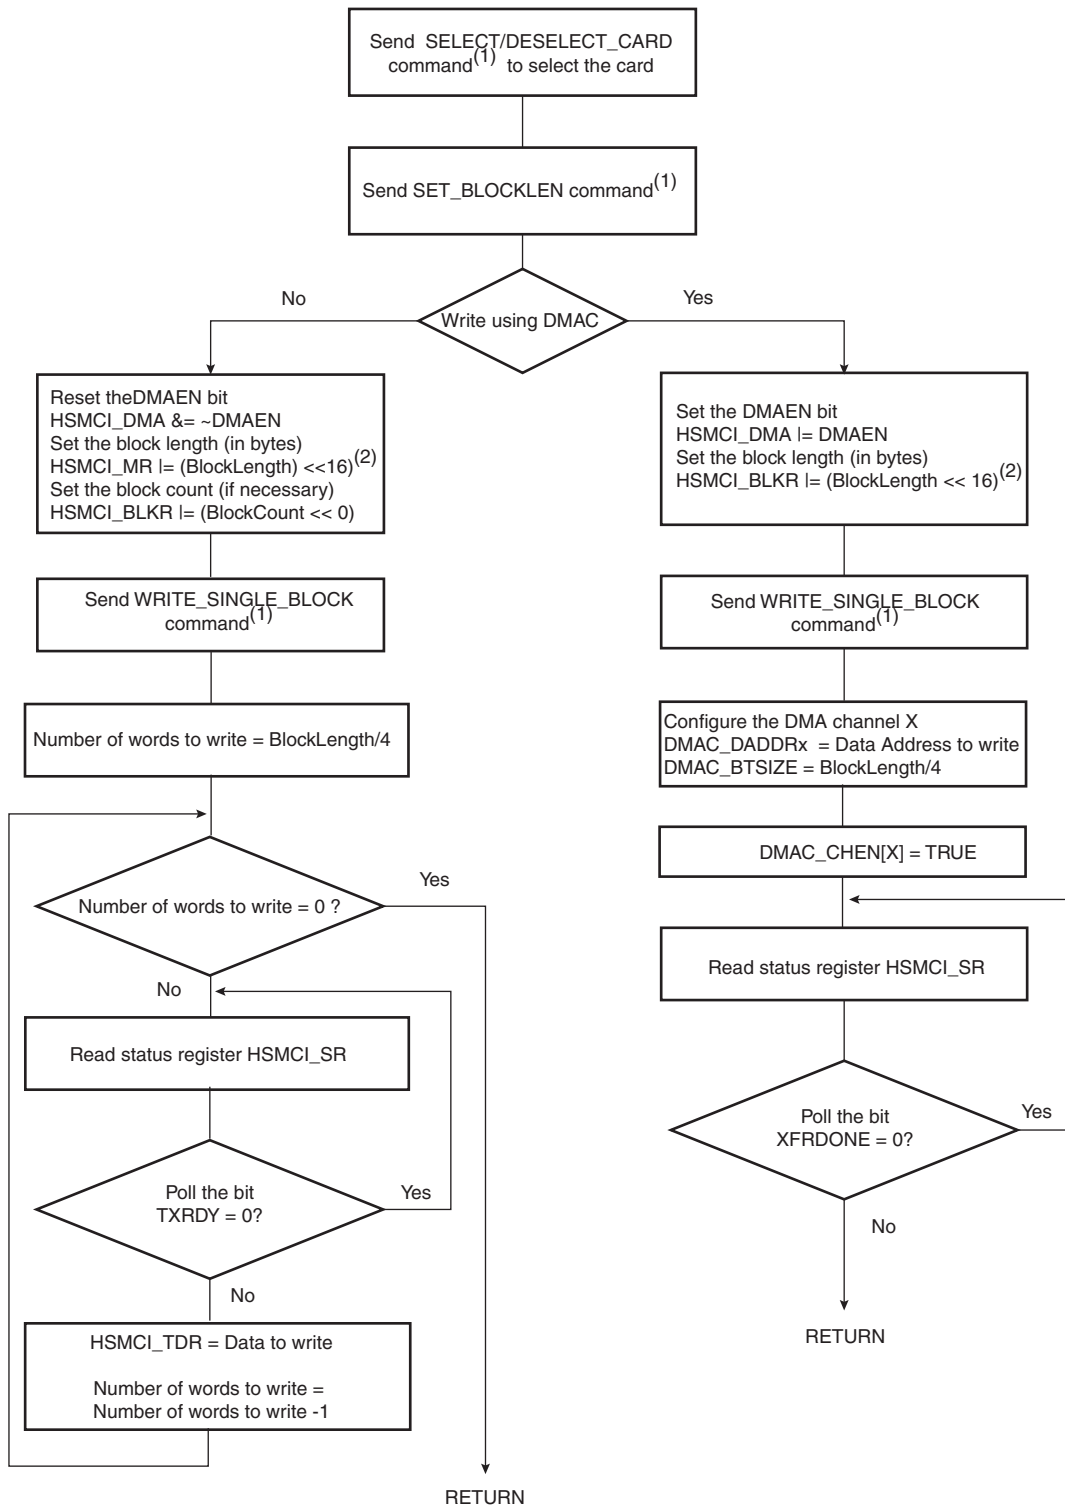 Send SELECT/DESELECT_CARD
command(1) to select the card
Send SET_BLOCKLEN command(1)
No
Yes
Write using DMAC
Reset theDMAEN bit
HSMCI_DMA &= ~DMAEN
Set the block length (in bytes)
HSMCI_MR |= (BlockLength) <<16)(2)
Set the block count (if necessary)
HSMCI_BLKR |= (BlockCount << 0)
Send WRITE_SINGLE_BLOCK
command(1)
Number of words to write = BlockLength/4
Number of words to write = 0 ?
Yes
No
Read status register HSMCI_SR
Poll the bit
TXRDY = 0?
Yes
No
HSMCI_TDR = Data to write
Number of words to write =
Number of words to write -1
RETURN
Set the DMAEN bit
HSMCI_DMA |= DMAEN
Set the block length (in bytes)
HSMCI_BLKR |= (BlockLength << 16)(2)
Send WRITE_SINGLE_BLOCK
command(1)
Configure the DMA channel X
DMAC_DADDRx = Data Address to write
DMAC_BTSIZE = BlockLength/4
DMAC_CHEN[X] = TRUE
Read status register HSMCI_SR
Poll the bit
XFRDONE = 0?
Yes
No
RETURN